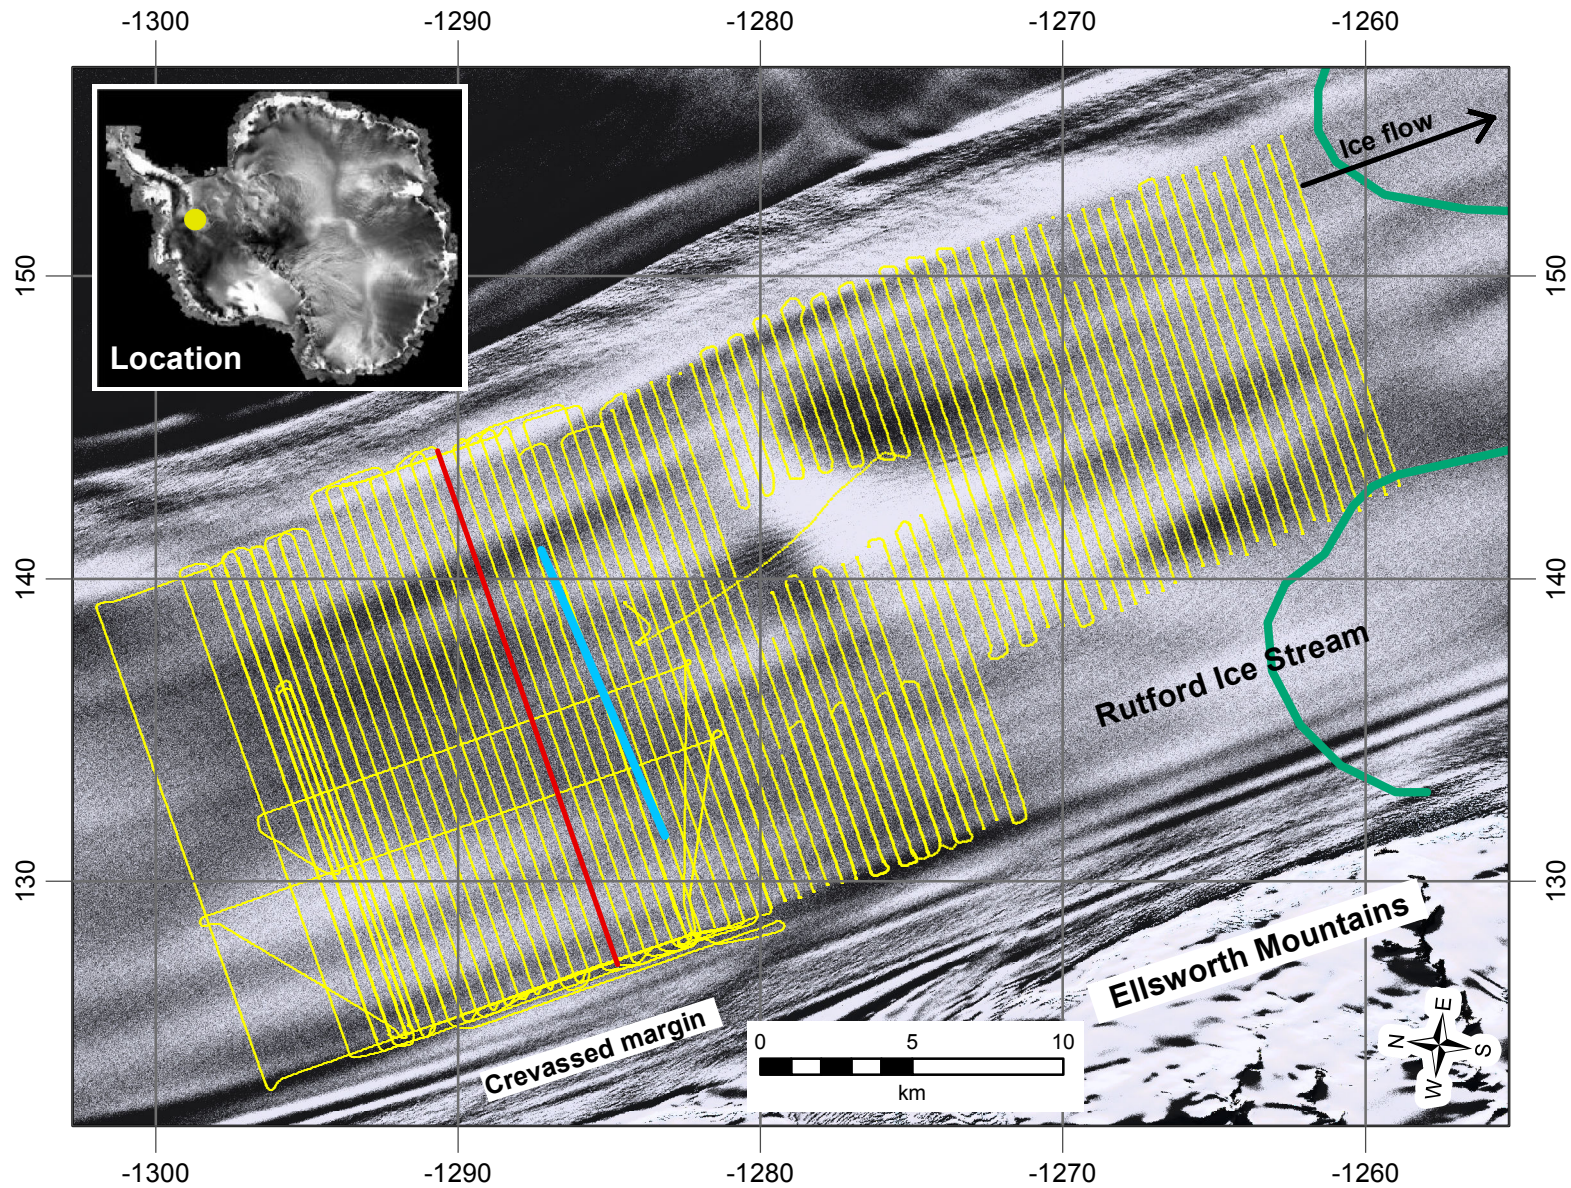 -1300 -1290 -1280 -1270 -1260
Ice flow
150 150
Location
140 140
Rutford Ice Stream
130 130
Ellsworth Mountains
Crevassed margin
E
N S
W
0 5 10
km
-1300 -1290 -1280 -1270 -1260